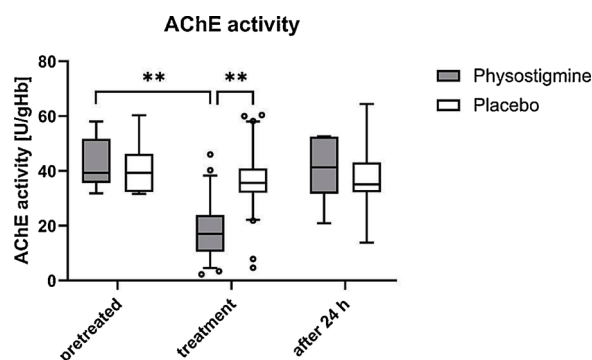 AChE activity
AChE activity [U/gHb]
80
60
40
20
0
** **
pretreated
treatment
after 24 h
Physostigmine
Placebo